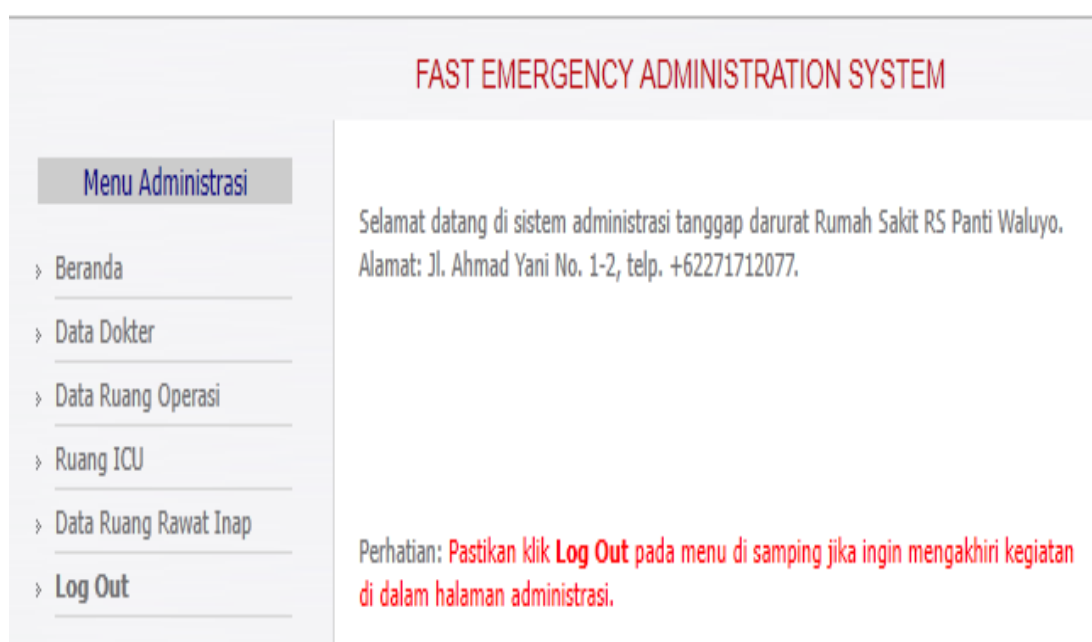 FAST EMERGENCY ADMINISTRATION SYSTEM
Menu Administrasi
Beranda
Data Dokter
Data Ruang Operasi
Ruang ICU
Data Ruang Rawat Inap
Log Out
Selamat datang di sistem administrasi tanggap darurat Rumah Sakit RS Panti Waluyo.
Alamat: Jl. Ahmad Yani No. 1-2, telp. +62271712077.
Perhatian: Pastikan klik Log Out pada menu di samping jika ingin mengakhiri kegiatan
di dalam halaman administrasi.